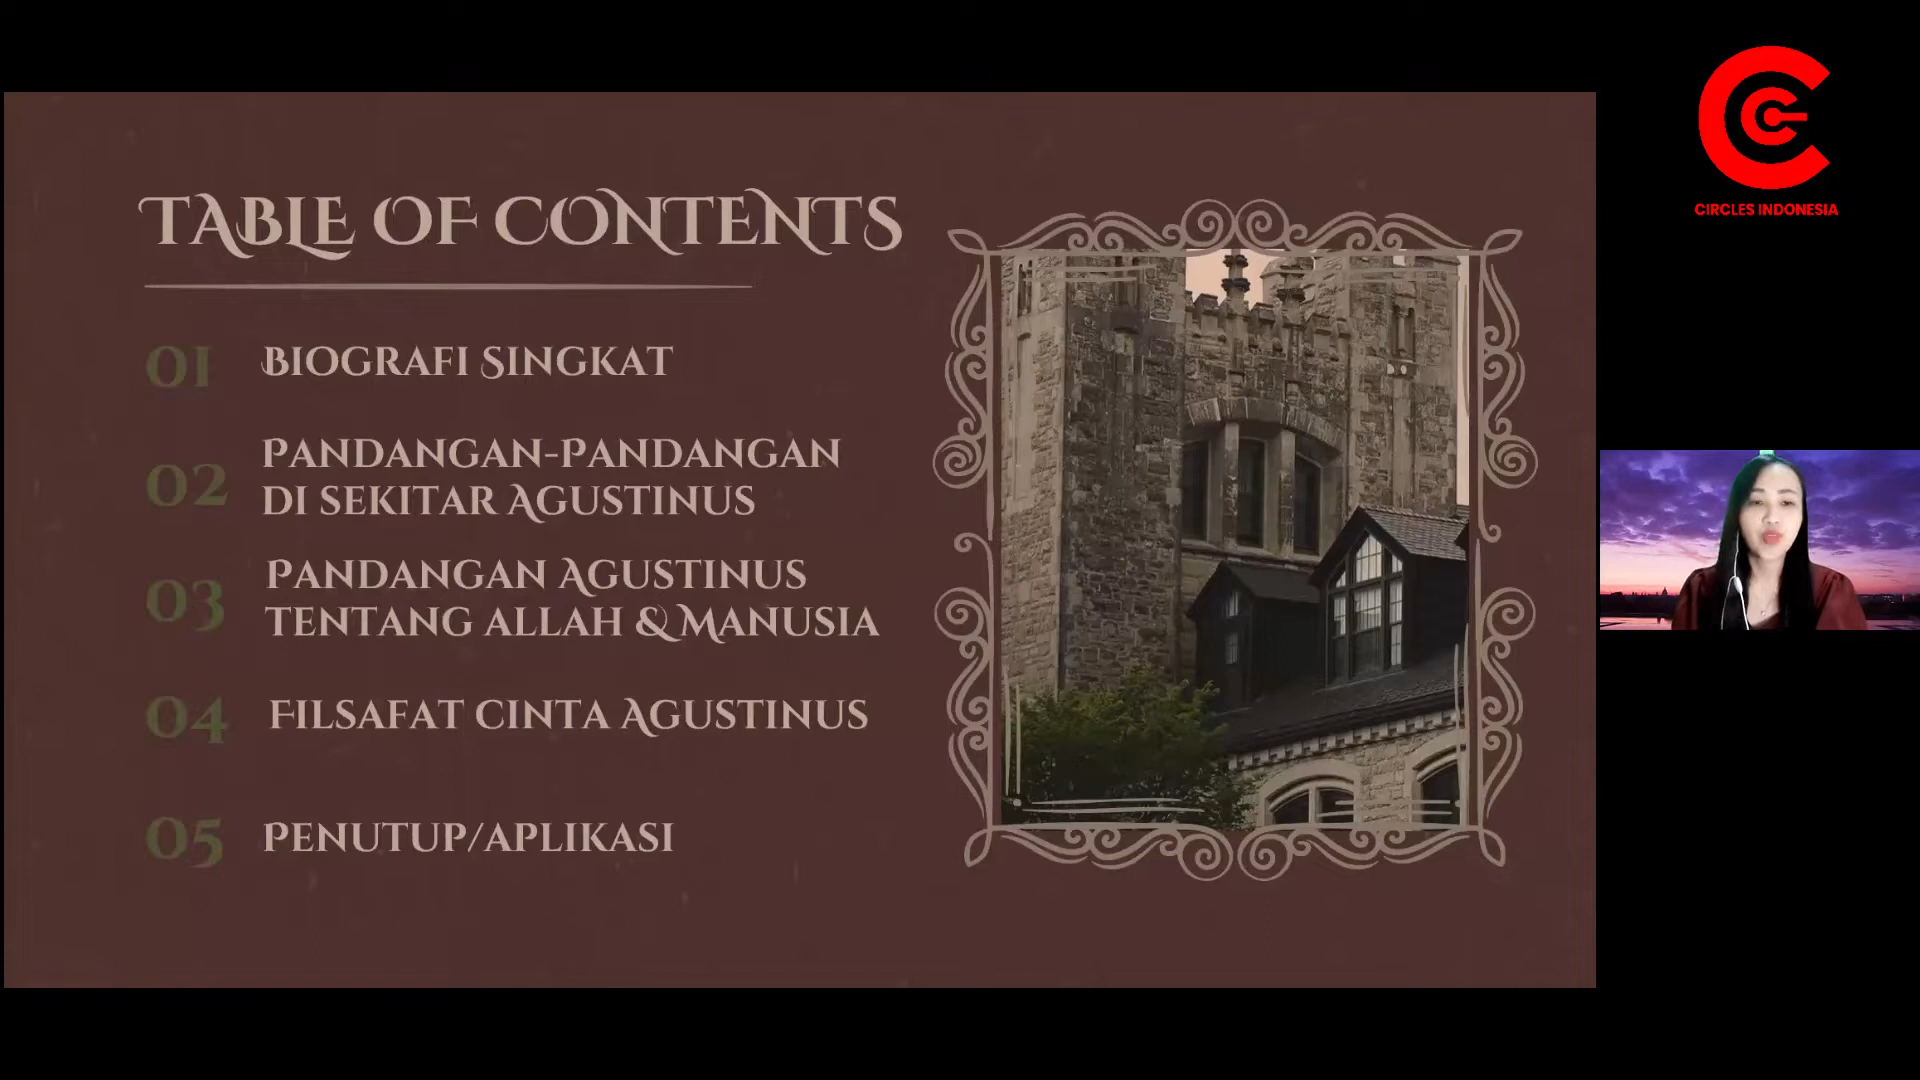 TABLE OF CONTENTS
01 BIOGRAFI SINGKAT
02 PANDANGAN-PANDANGAN
DI SEKITAR AGUSTINUS
03 PANDANGAN AGUSTINUS
TENTANG ALLAH & MANUSIA
04 FILSAFAT CINTA AGUSTINUS
05 PENUTUP/APLIKASI
CIRCLES INDONESIA